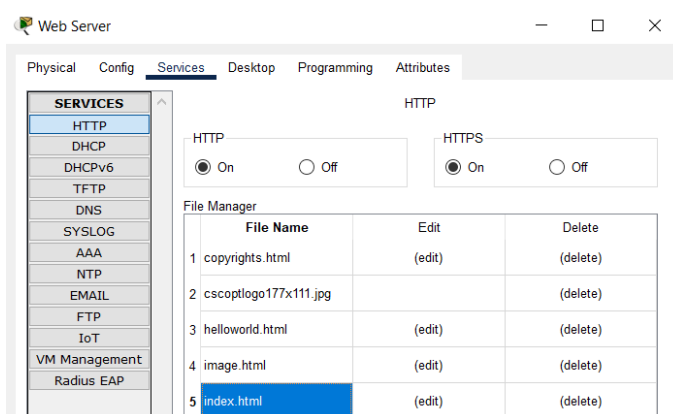 Web Server
Physical Config Services Desktop Programming Attributes
SERVICES
HTTP
DHCP
DHCPv6
TFTP
DNS
SYSLOG
AAA
NTP
EMAIL
FTP
IoT
VM Management
Radius EAP
HTTP
HTTP
On Off
HTTPS
On Off
File Manager
File Name Edit Delete
1 copyrights.html (edit) (delete)
2 cscoptlogo177x111.jpg (delete)
3 helloworld.html (edit) (delete)
4 image.html (edit) (delete)
5 index.html (edit) (delete)